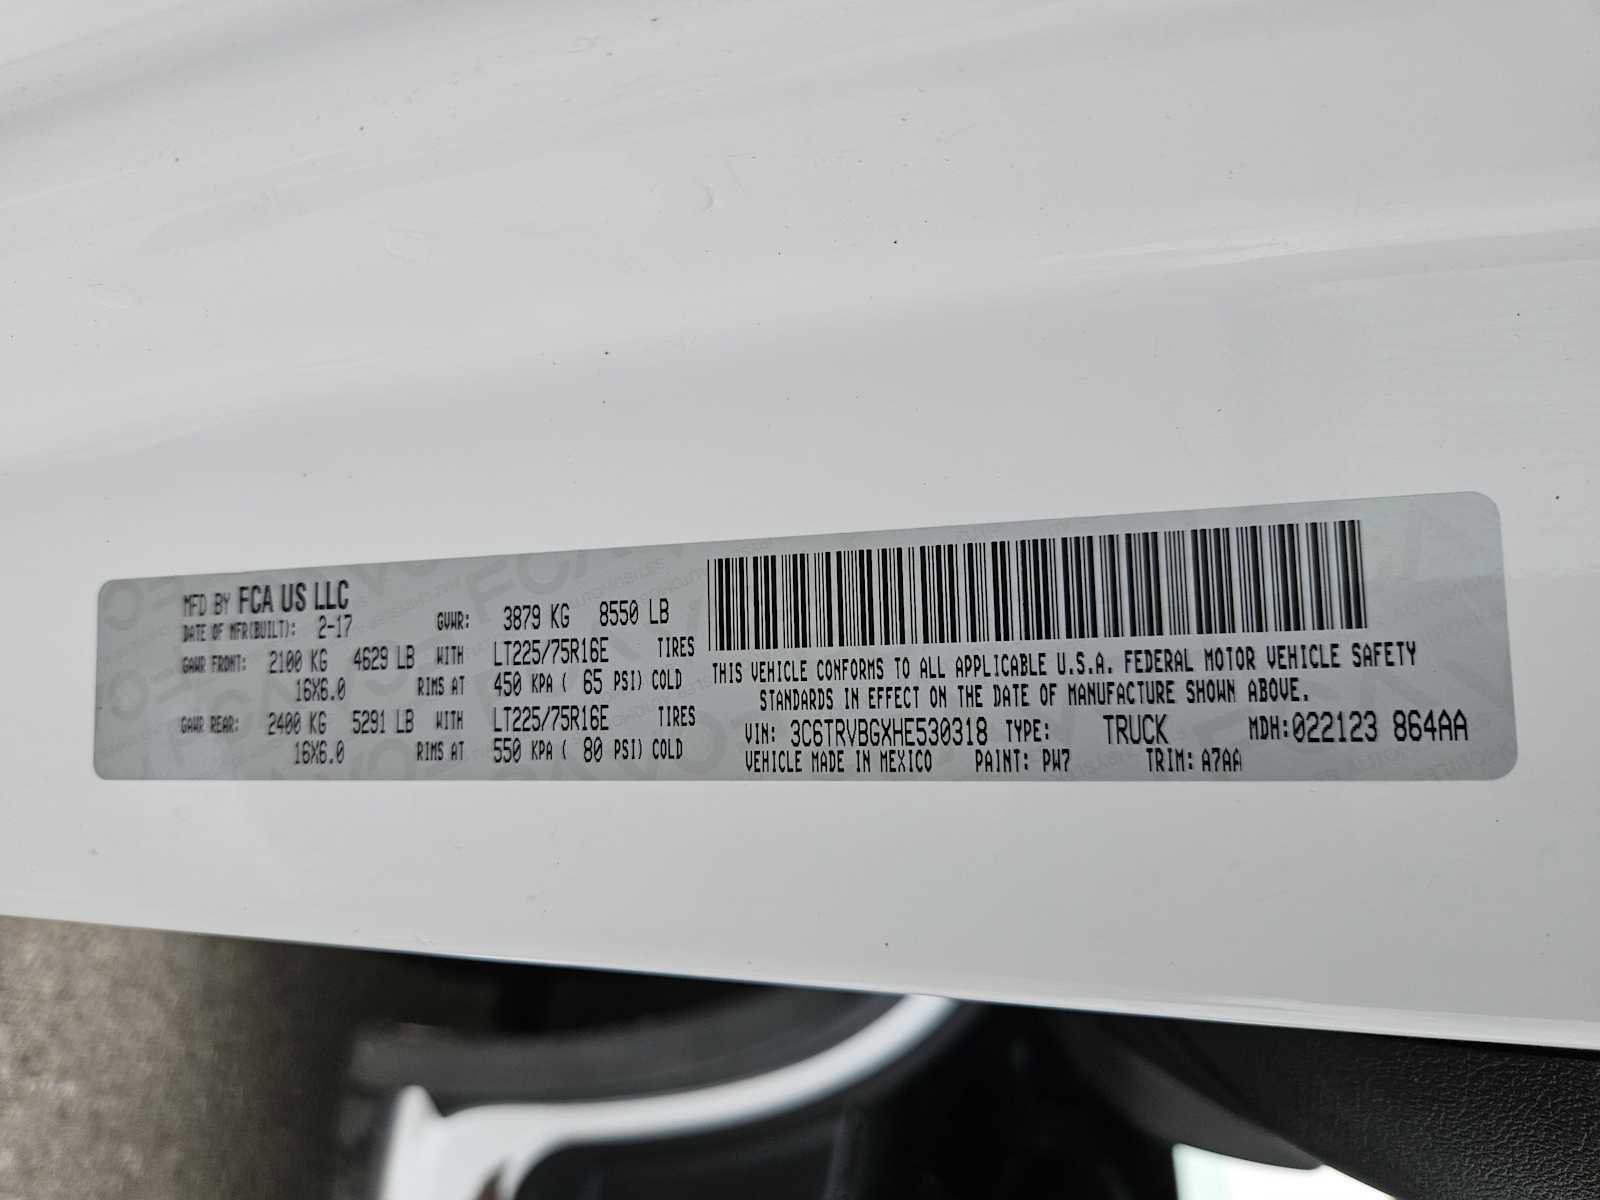 MFD BY FCA US LLC
DATE OF MFR(BUILT): 2-17 GVWR: 3879 KG 8550 LB
GAWR FRONT: 2100 KG 4629 LB WITH LT225/75R16E TIRES
16X6.0 RIMS AT 450 KPA ( 65 PSI) COLD
GAWR REAR: 2400 KG 5291 LB WITH LT225/75R16E TIRES
16X6.0 RIMS AT 550 KPA ( 80 PSI) COLD
THIS VEHICLE CONFORMS TO ALL APPLICABLE U.S.A. FEDERAL MOTOR VEHICLE SAFETY
STANDARDS IN EFFECT ON THE DATE OF MANUFACTURE SHOWN ABOVE.
VIN: 3C6TRVBGXHE530318 TYPE: TRUCK MDH:022123 864AA
VEHICLE MADE IN MEXICO PAINT: PW7 TRIM: A7AA